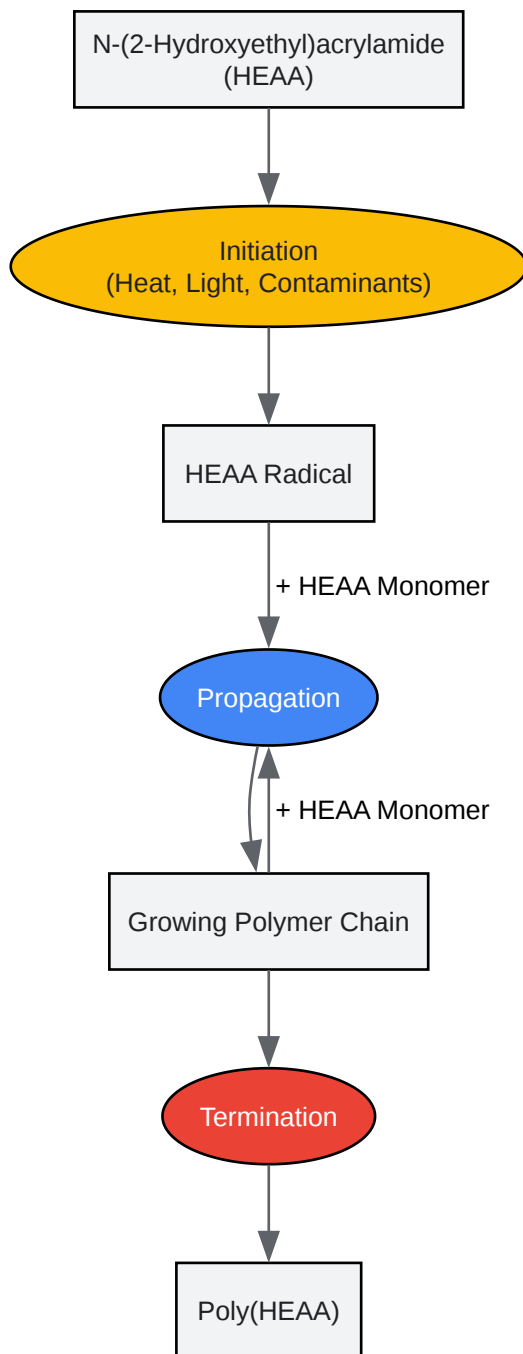 N-(2-Hydroxyethyl)acrylamide
(HEAA)
Initiation
(Heat, Light, Contaminants)
HEAA Radical
+ HEAA Monomer
Propagation
+ HEAA Monomer
Growing Polymer Chain
Termination
Poly(HEAA)